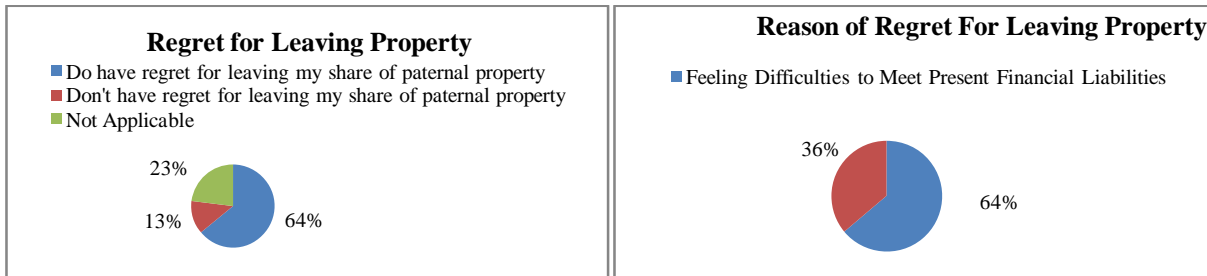 Regret for Leaving Property
Do have regret for leaving my share of paternal property
Don't have regret for leaving my share of paternal property
Not Applicable
23%
13%
64%
Reason of Regret For Leaving Property
Feeling Difficulties to Meet Present Financial Liabilities
36%
64%